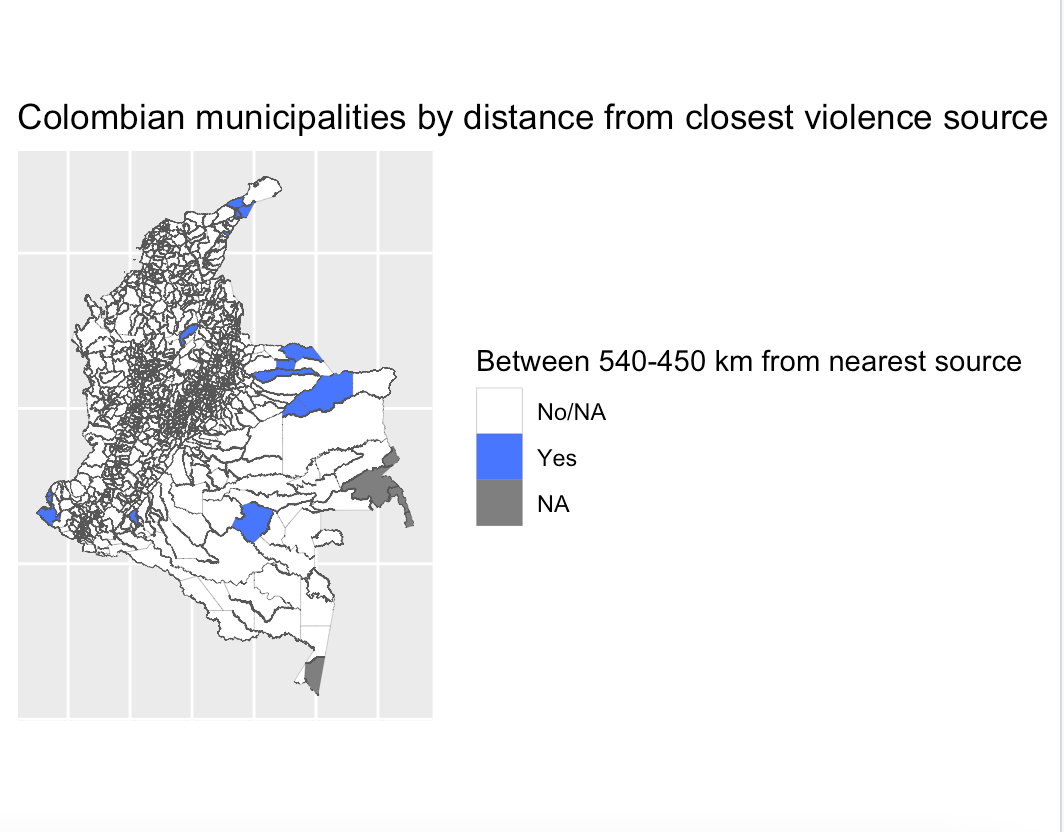 Colombian municipalities by distance from closest violence source
Between 540-450 km from nearest source
No/NA
Yes
NA